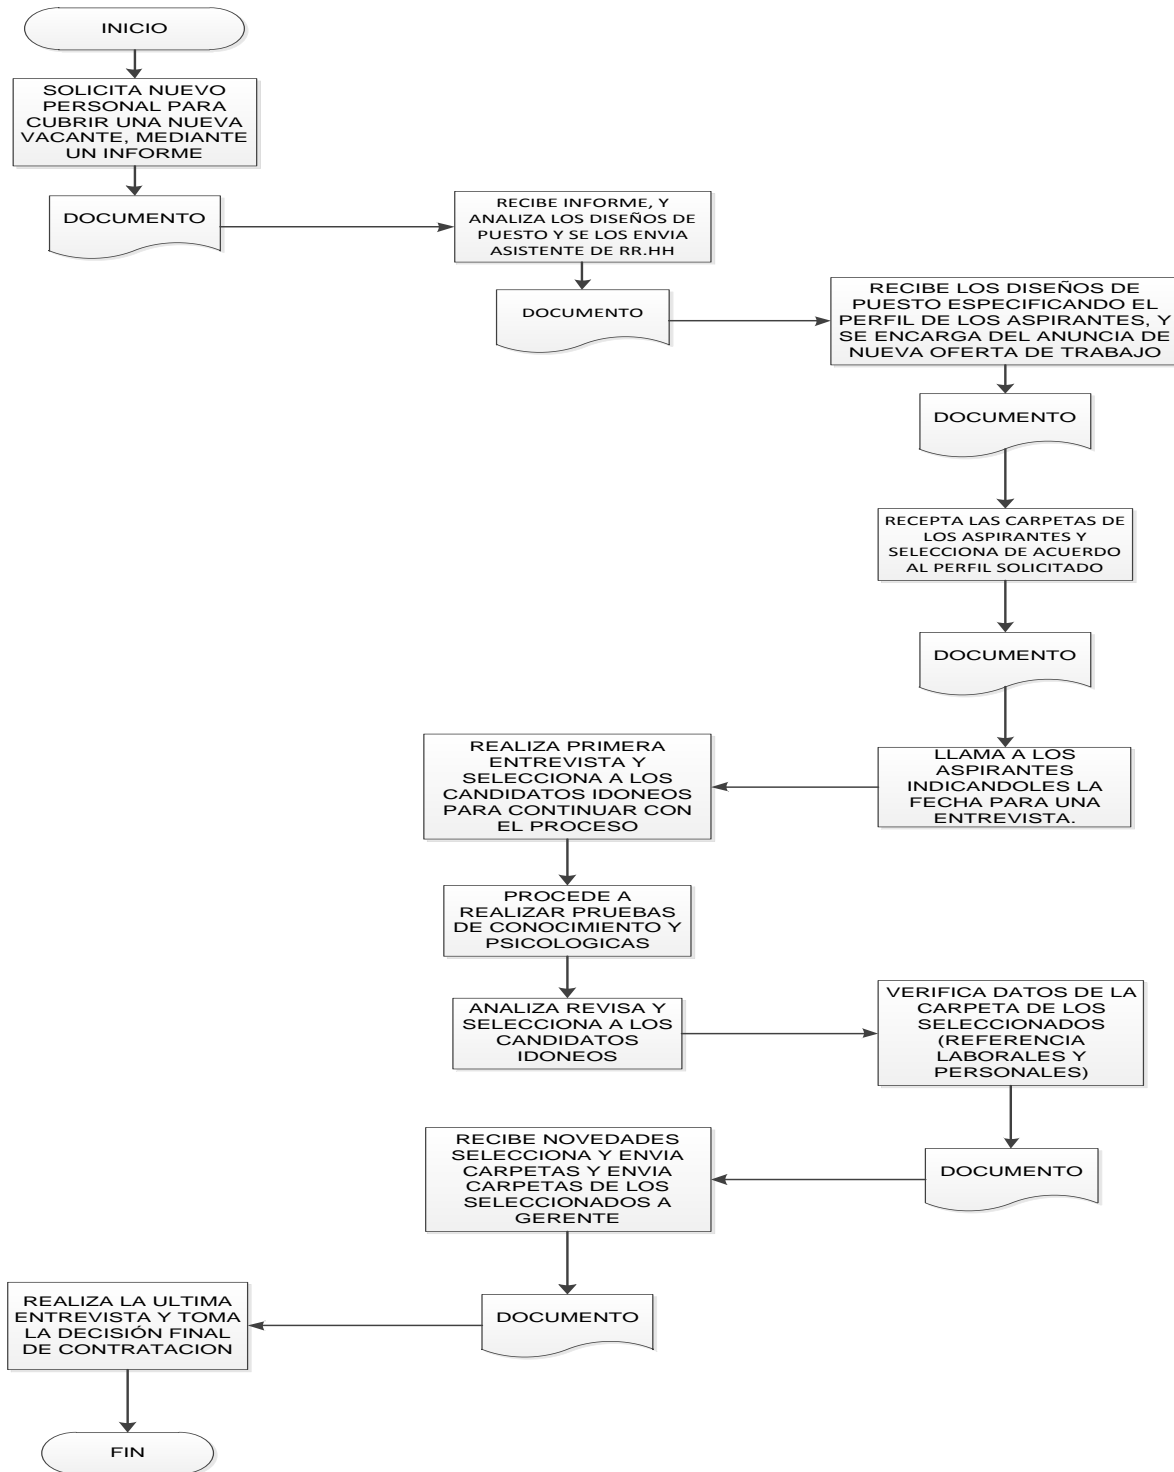 INICIO
SOLICITA NUEVO
PERSONAL PARA
CUBRIR UNA NUEVA
VACANTE, MEDIANTE
UN INFORME
DOCUMENTO
RECIBE INFORME, Y
ANALIZA LOS DISEÑOS DE
PUESTO Y SE LOS ENVIA
ASISTENTE DE RR.HH
DOCUMENTO
RECIBE LOS DISEÑOS DE
PUESTO ESPECIFICANDO EL
PERFIL DE LOS ASPIRANTES, Y
SE ENCARGA DEL ANUNCIA DE
NUEVA OFERTA DE TRABAJO
DOCUMENTO
RECEPTA LAS CARPETAS DE
LOS ASPIRANTES Y
SELECCIONA DE ACUERDO
AL PERFIL SOLICITADO
DOCUMENTO
LLAMA A LOS
ASPIRANTES
INDICANDOLES LA
FECHA PARA UNA
ENTREVISTA.
REALIZA PRIMERA
ENTREVISTA Y
SELECCIONA A LOS
CANDIDATOS IDONEOS
PARA CONTINUAR CON
EL PROCESO
PROCEDE A
REALIZAR PRUEBAS
DE CONOCIMIENTO Y
PSICOLOGICAS
ANALIZA REVISA Y
SELECCIONA A LOS
CANDIDATOS
IDONEOS
VERIFICA DATOS DE LA
CARPETA DE LOS
SELECCIONADOS
(REFERENCIA
LABORALES Y
PERSONALES)
DOCUMENTO
RECIBE NOVEDADES
SELECCIONA Y ENVIA
CARPETAS Y ENVIA
CARPETAS DE LOS
SELECCIONADOS A
GERENTE
DOCUMENTO
REALIZA LA ULTIMA
ENTREVISTA Y TOMA
LA DECISIÓN FINAL
DE CONTRATACION
FIN